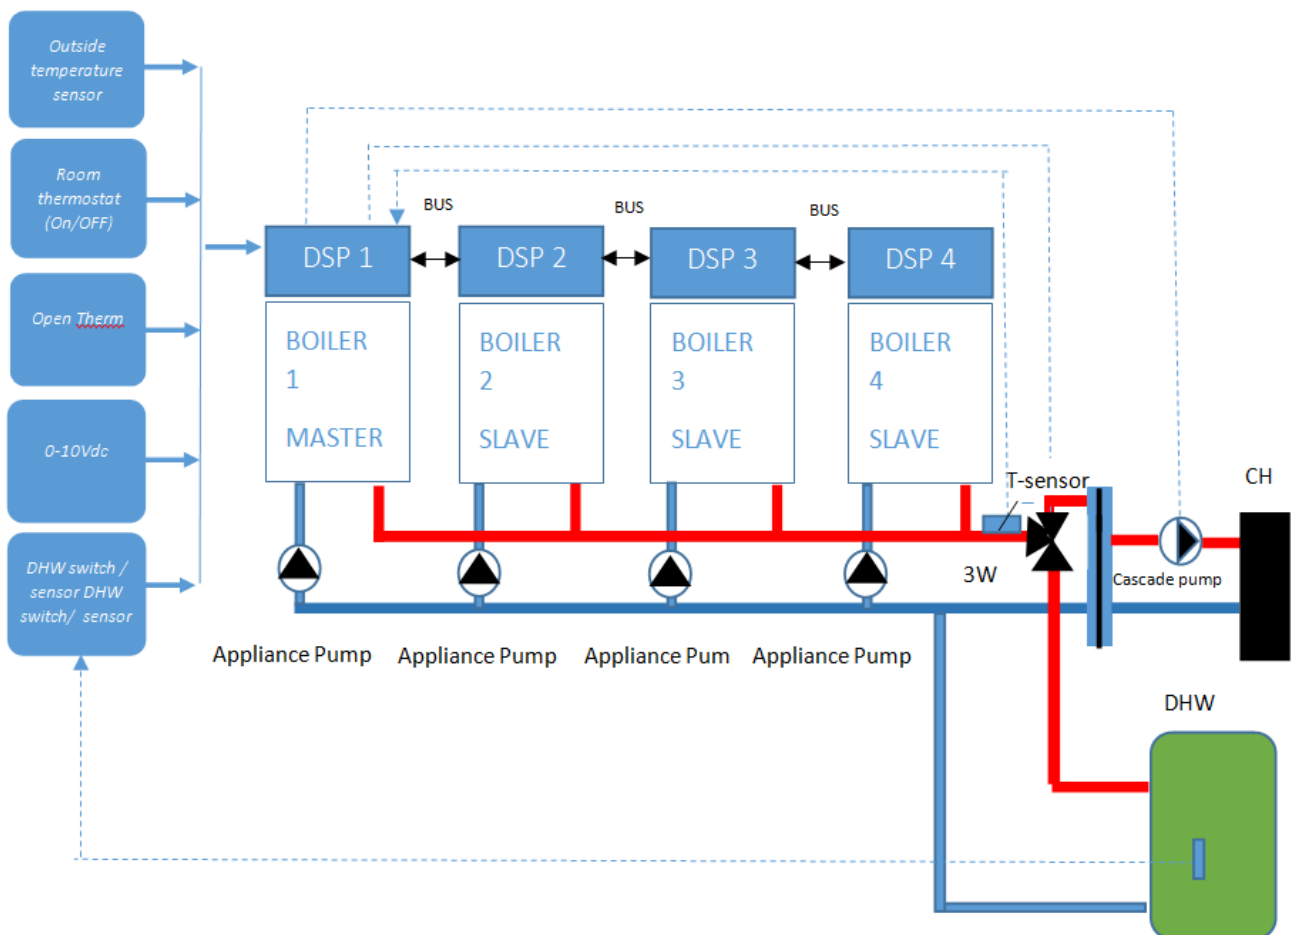 Outside
temperature
sensor
Room
thermostat
(On/OFF)
Open Therm
0-10Vdc
DHW switch /
sensor DHW
switch/ sensor
BUS
BUS
BUS
DSP 1
DSP 2
DSP 3
DSP 4
BOILER
1
MASTER
BOILER
2
SLAVE
BOILER
3
SLAVE
BOILER
4
SLAVE
T-sensor
CH
3W
Cascade pump
Appliance Pump
Appliance Pump
Appliance Pum
Appliance Pump
DHW